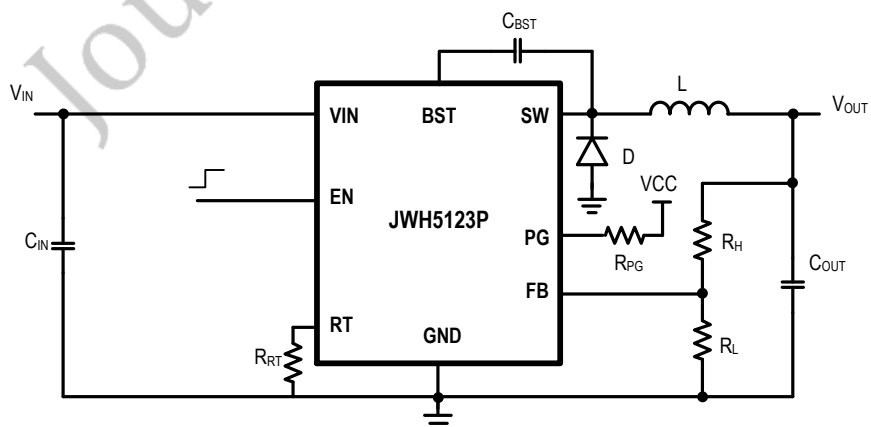 Jou
CBST
VIN
L
VOUT
VIN
BST
SW
D
VCC
EN
JWH5123P
CIN
PG
RPG
RH
COUT
FB
RT
GND
RRT
RL